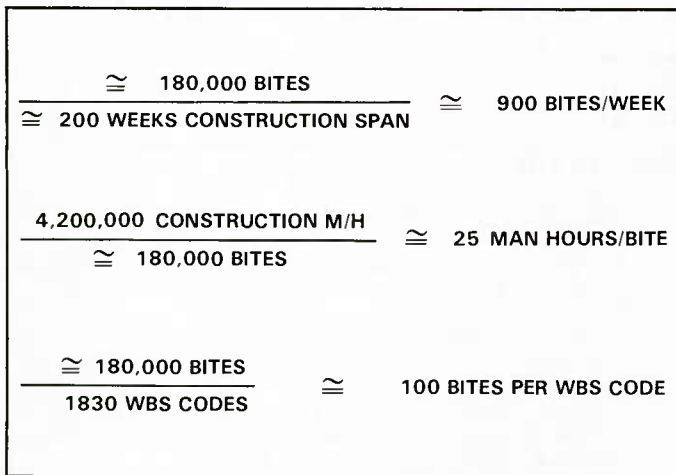 ≅ 180,000 BITES
≅ 200 WEEKS CONSTRUCTION SPAN
≅ 900 BITES/WEEK
4,200,000 CONSTRUCTION M/H
≅ 180,000 BITES
≅ 25 MAN HOURS/BITE
≅ 180,000 BITES
1830 WBS CODES
≅ 100 BITES PER WBS CODE